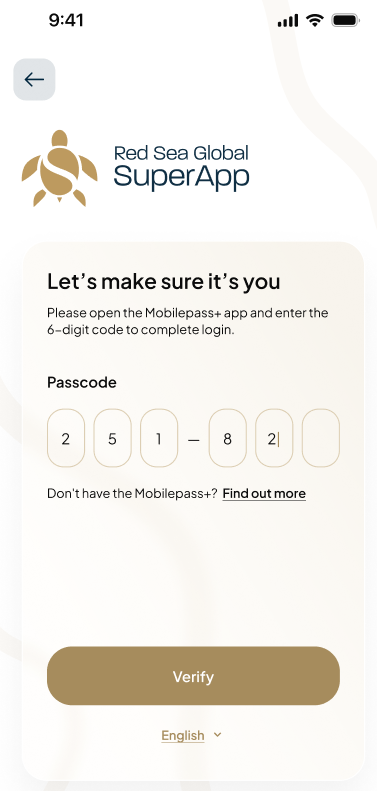 9:41
Red Sea Global
SuperApp
Let’s make sure it’s you
Please open the Mobilepass+ app and enter the
6-digit code to complete login.
Passcode
2 5 1 – 8 2
Don't have the Mobilepass+? Find out more
Verify
English